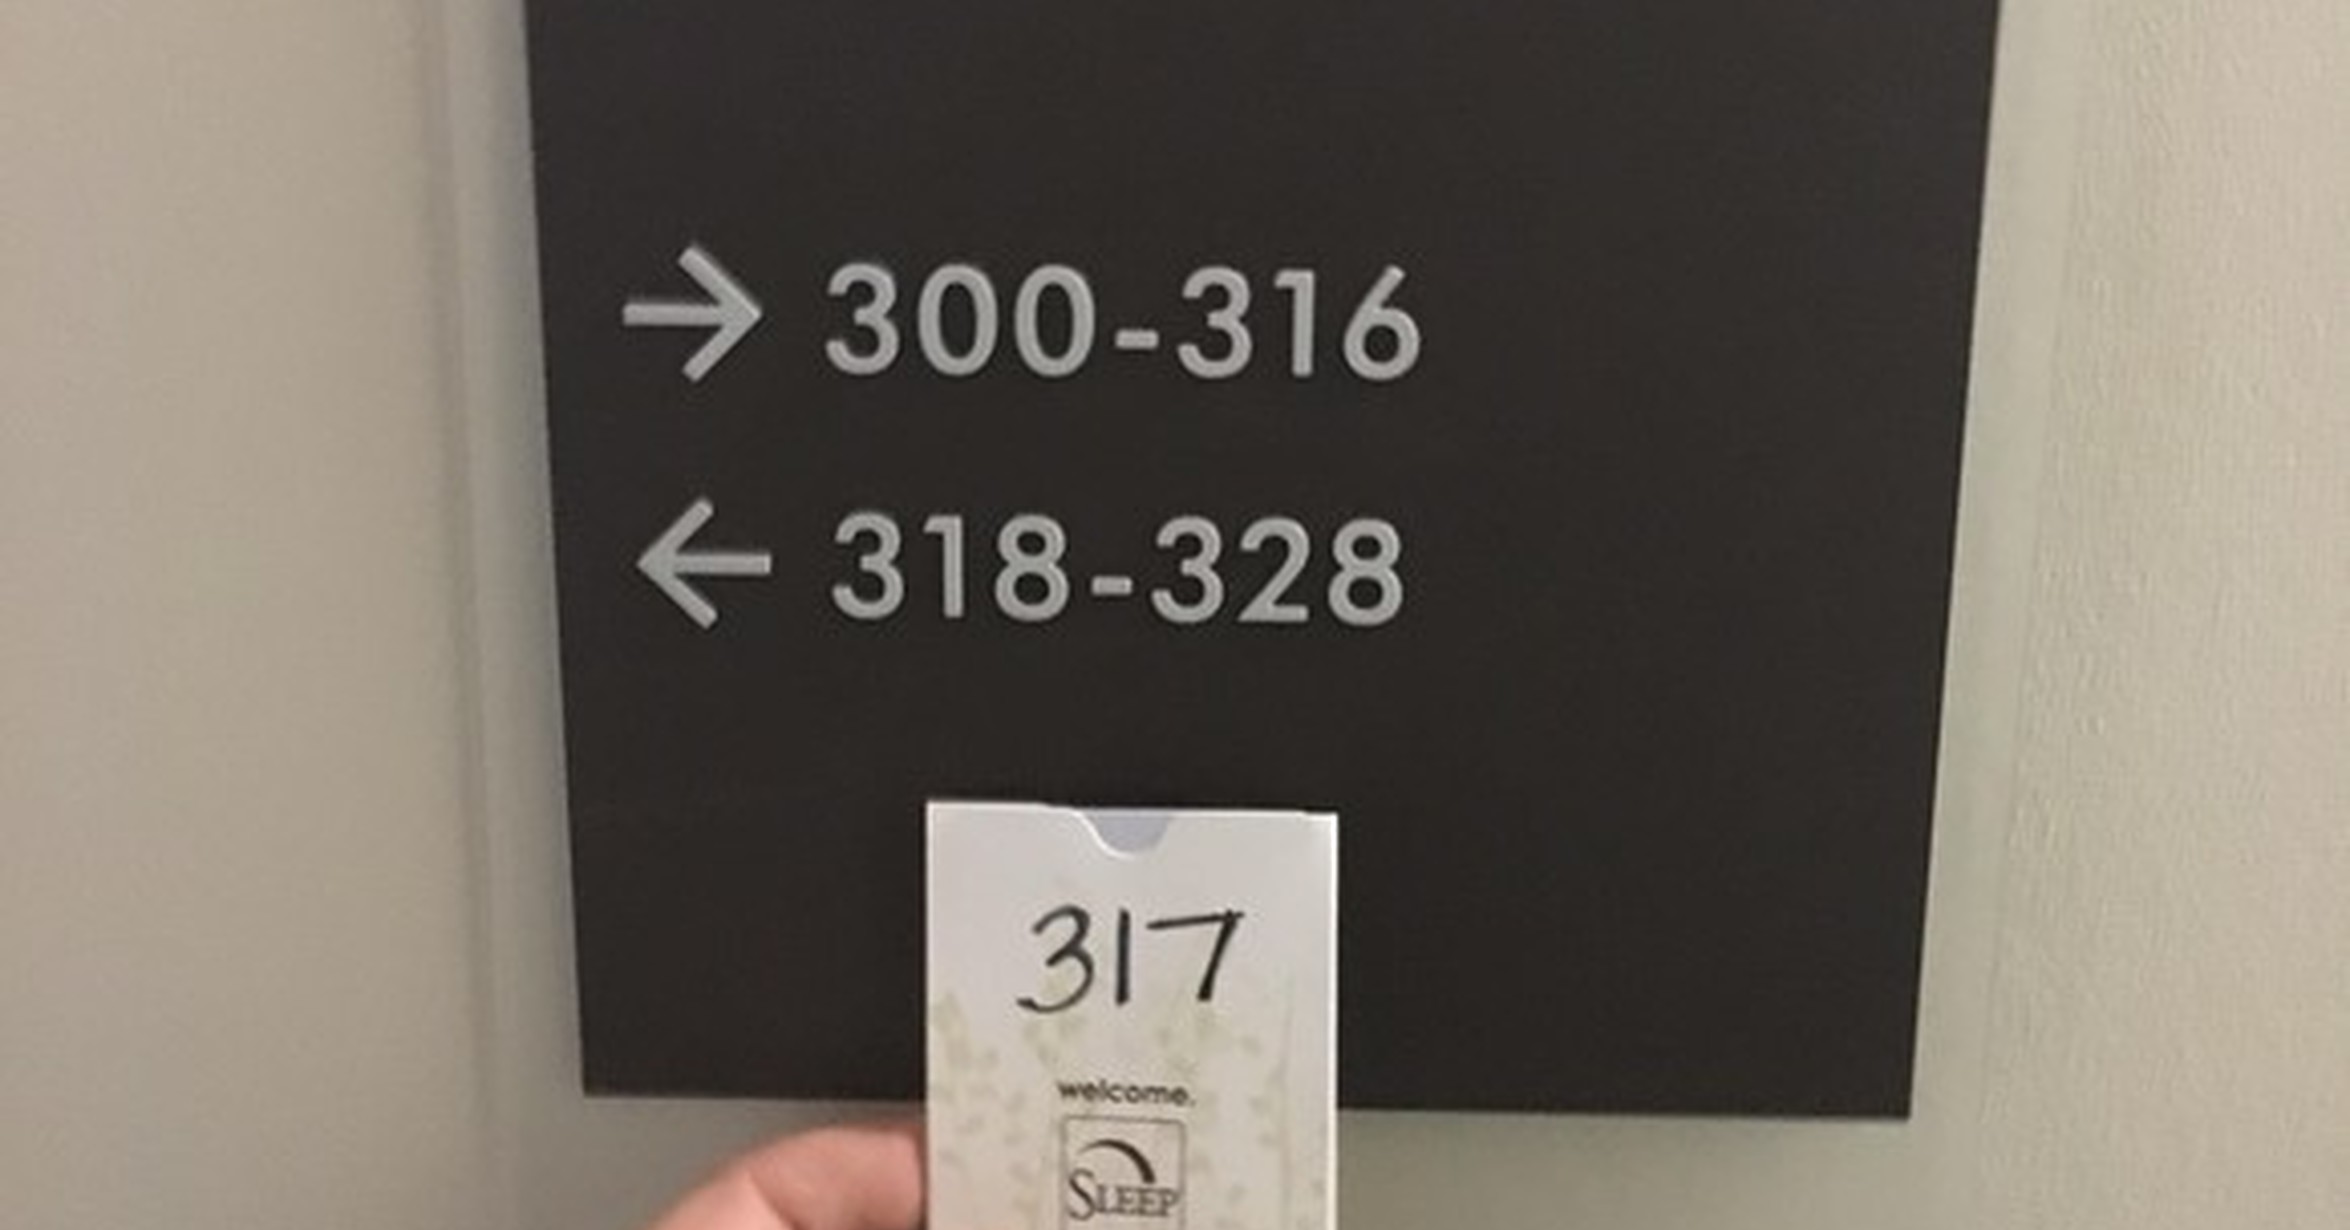 → 300-316
← 318-328
317
welcome.
SLEEP